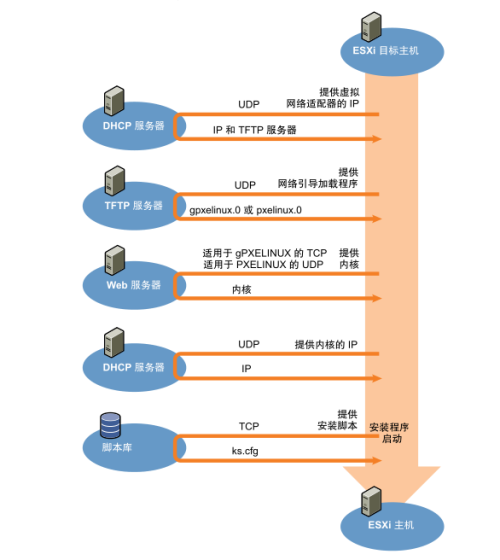 ESXi 目标主机
提供虚拟
UDP 网络适配器的 IP
DHCP 服务器
IP 和 TFTP 服务器
提供
UDP 网络引导加载程序
TFTP 服务器
gpxelinux.0 或 pxelinux.0
适用于 gPXELINUX 的 TCP 提供
适用于 PXELINUX 的 UDP 内核
Web 服务器
内核
UDP 提供内核的 IP
DHCP 服务器
IP
提供
TCP 安装脚本
安装程序
启动
脚本库
ks.cfg
ESXi 主机